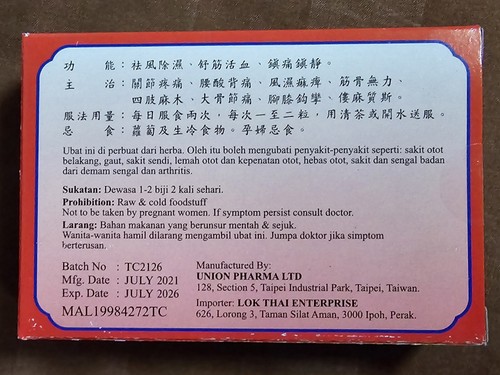 功能:祛風除濕、舒筋活血、鎮痛鎮靜。
主治:關節疼痛、腰酸背痛、風濕麻痺、筋骨無力、
四肢麻木、大骨節痛、腳膝鈎攣、僂麻質斯。
服法用量:每日服食兩次,每次一至二粒,用清茶或開水送服。
忌食:蘿蔔及生冷食物。孕婦忌食。
Ubat ini di perbuat dari herba. Oleh itu boleh mengubati penyakit-penyakit seperti: sakit otot
belakang, gaut, sakit sendi, lemah otot dan kepenatan otot, hebas otot, sakit dan sengal badan
dari demam sengal dan arthritis.
Sukatan: Dewasa 1-2 biji 2 kali sehari.
Prohibition: Raw & cold foodstuff
Not to be taken by pregnant women. If symptom persist consult doctor.
Larang: Bahan makanan yang berunsur mentah & sejuk.
Wanita-wanita hamil dilarang mengambil ubat ini. Jumpa doktor jika simptom
berterusan.
Batch No : TC2126
Mfg. Date : JULY 2021
Exp. Date : JULY 2026
MAL19984272TC
Manufactured By:
UNION PHARMA LTD
128, Section 5, Taipei Industrial Park, Taipei, Taiwan.
Importer: LOK THAI ENTERPRISE
626, Lorong 3, Taman Silat Aman, 3000 Ipoh, Perak.